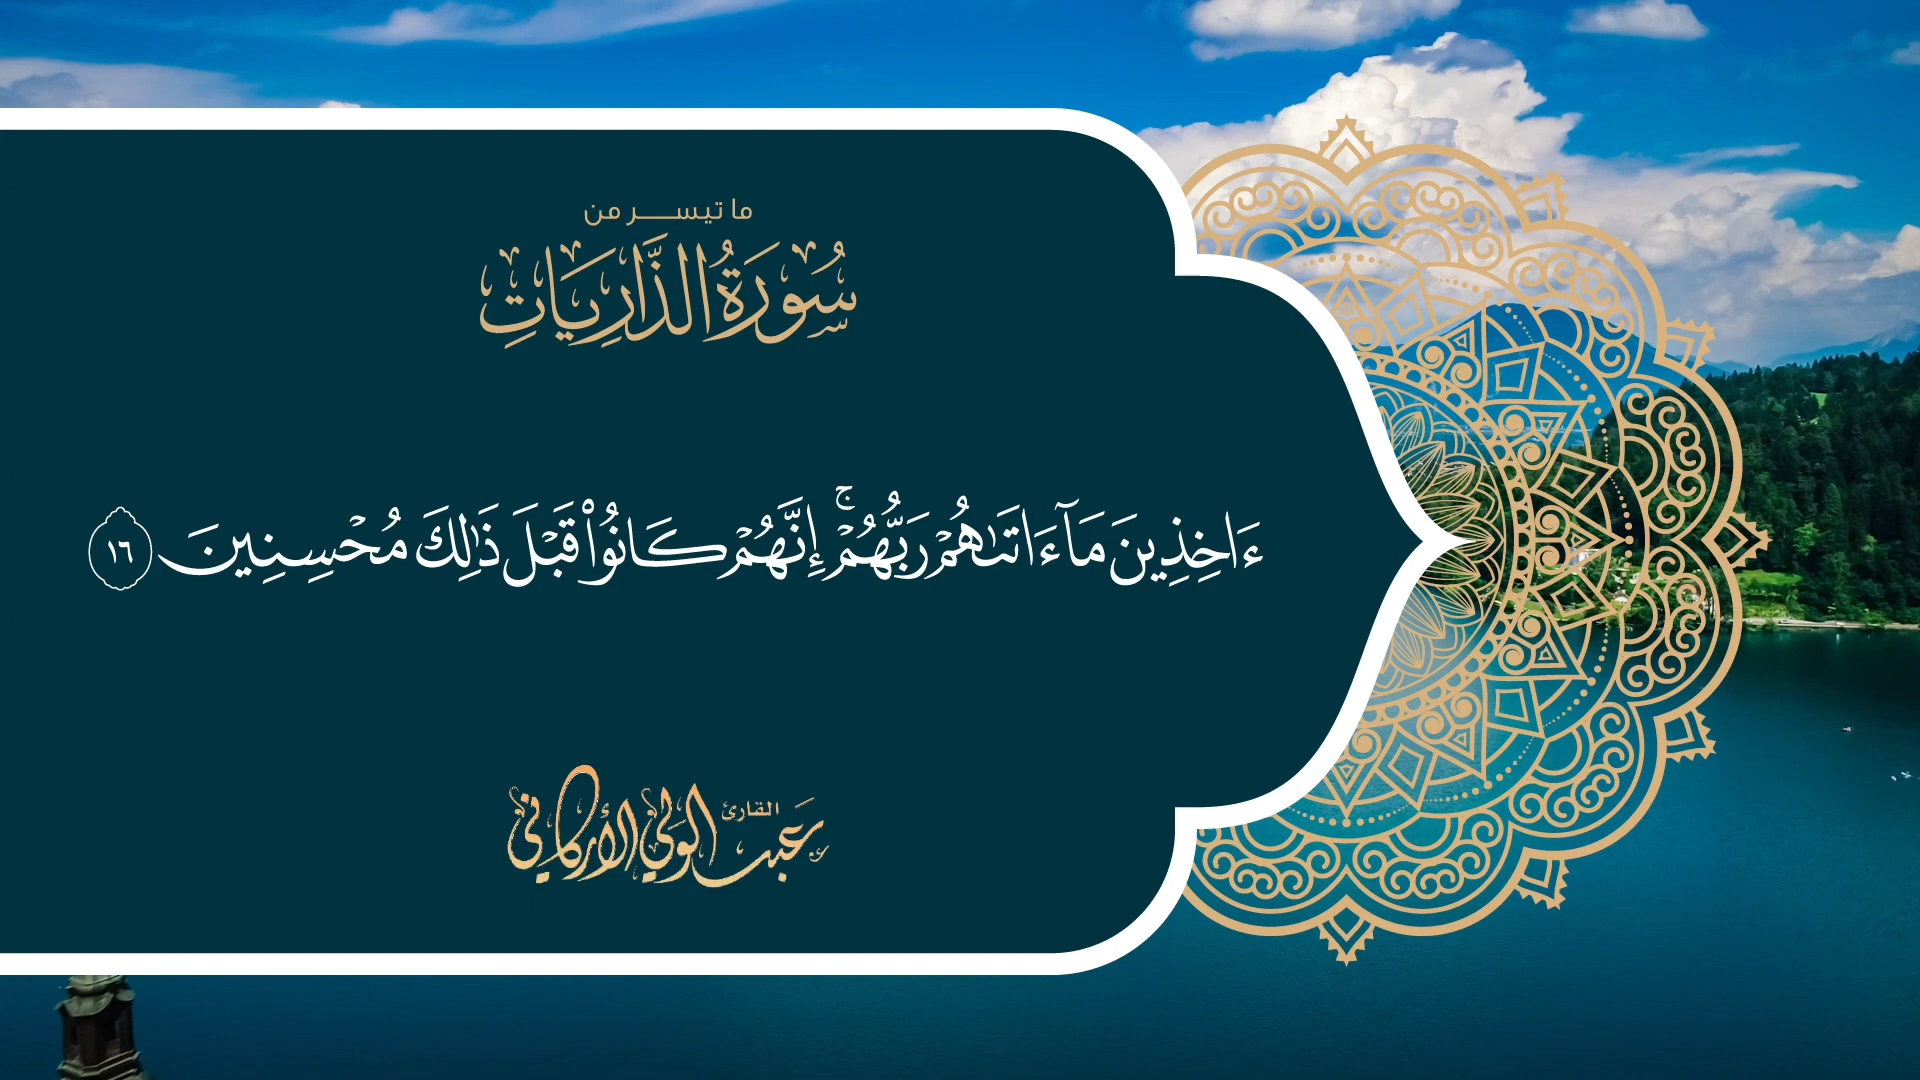 ما تيسر من
سُورَةُ الذَّارِيَاتِ
ءَاخِذِينَ مَآ ءَاتَىٰهُمْ رَبُّهُمْ ۚ إِنَّهُمْ كَانُوا۟ قَبْلَ ذَٰلِكَ مُحْسِنِينَ ١٦
القارئ
عبد الولي الأركاني